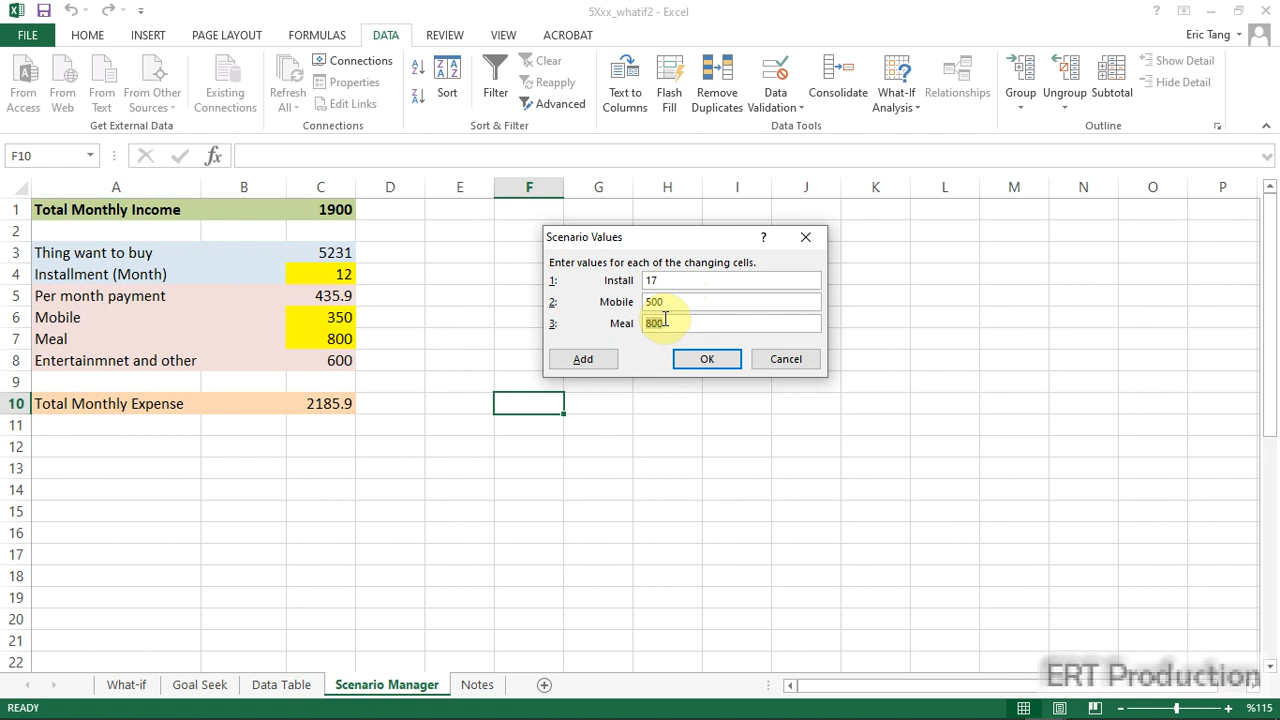 5Xxx_whatif2 - Excel
FILE HOME INSERT PAGE LAYOUT FORMULAS DATA REVIEW VIEW ACROBAT Eric Tang
From Access
From Web
From Text
From Other Sources
Existing Connections
Get External Data
Refresh All
Connections
Properties
Edit Links
Connections
Sort
Filter
Clear
Reapply
Advanced
Sort & Filter
Text to Columns
Flash Fill
Remove Duplicates
Data Validation
Consolidate
What-If Analysis
Relationships
Data Tools
Group
Ungroup
Subtotal
Show Detail
Hide Detail
Outline
F10 fx
A B C D E F G H I J K L M N O P
1 Total Monthly Income 1900
2
3 Thing want to buy 5231
4 Installment (Month) 12
5 Per month payment 435.9
6 Mobile 350
7 Meal 800
8 Entertainmnet and other 600
9
10 Total Monthly Expense 2185.9
11
12
13
14
15
16
17
18
19
20
21
22
Scenario Values ?
Enter values for each of the changing cells.
1: Install 17
2: Mobile 500
3: Meal 800
Add OK Cancel
What-if Goal Seek Data Table Scenario Manager Notes
ERT Production
READY %115